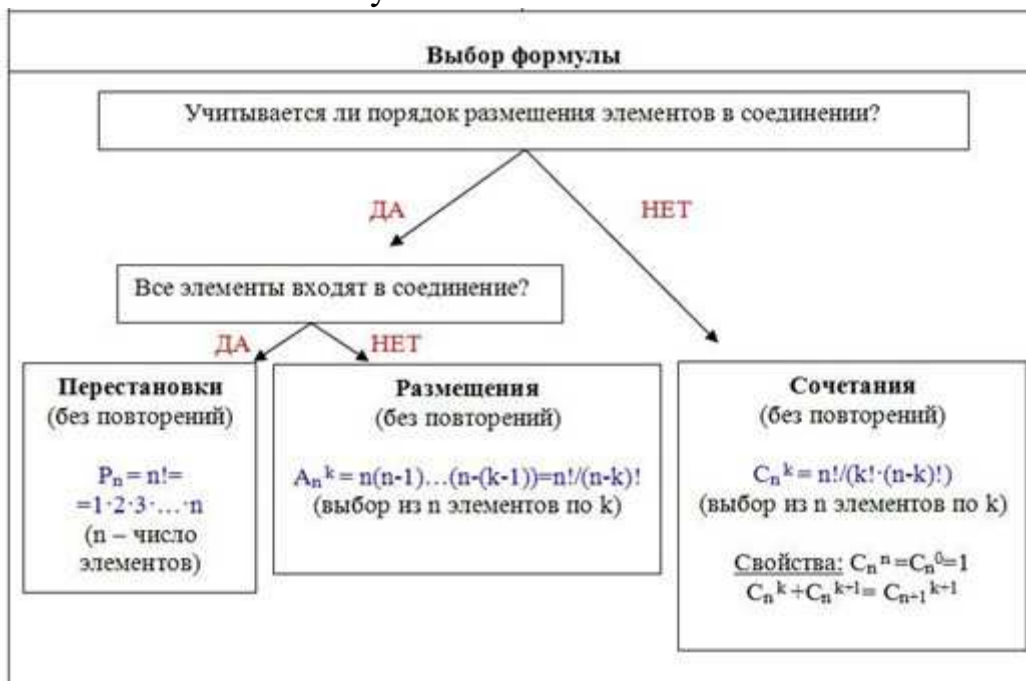 Выбор формулы
Учитывается ли порядок размешения элементов в соединении?
ДА
НЕТ
Все элементы входят в соединение?
ДА
НЕТ
Перестановки
(без повторений)
Pn = n!=
=1·2·3·…·n
(n – число
элементов)
Размещения
(без повторений)
Aₙᵏ = n(n-1)…(n-(k-1))=n!/(n-k)!
(выбор из n элементов по k)
Сочетания
(без повторений)
Cₙᵏ = n!/(k!·(n-k)!)
(выбор из n элементов по k)
Свойства: Cₙⁿ=Cₙ⁰=1
Cₙᵏ+Cₙᵏ⁺¹= Cₙ₊₁ᵏ⁺¹